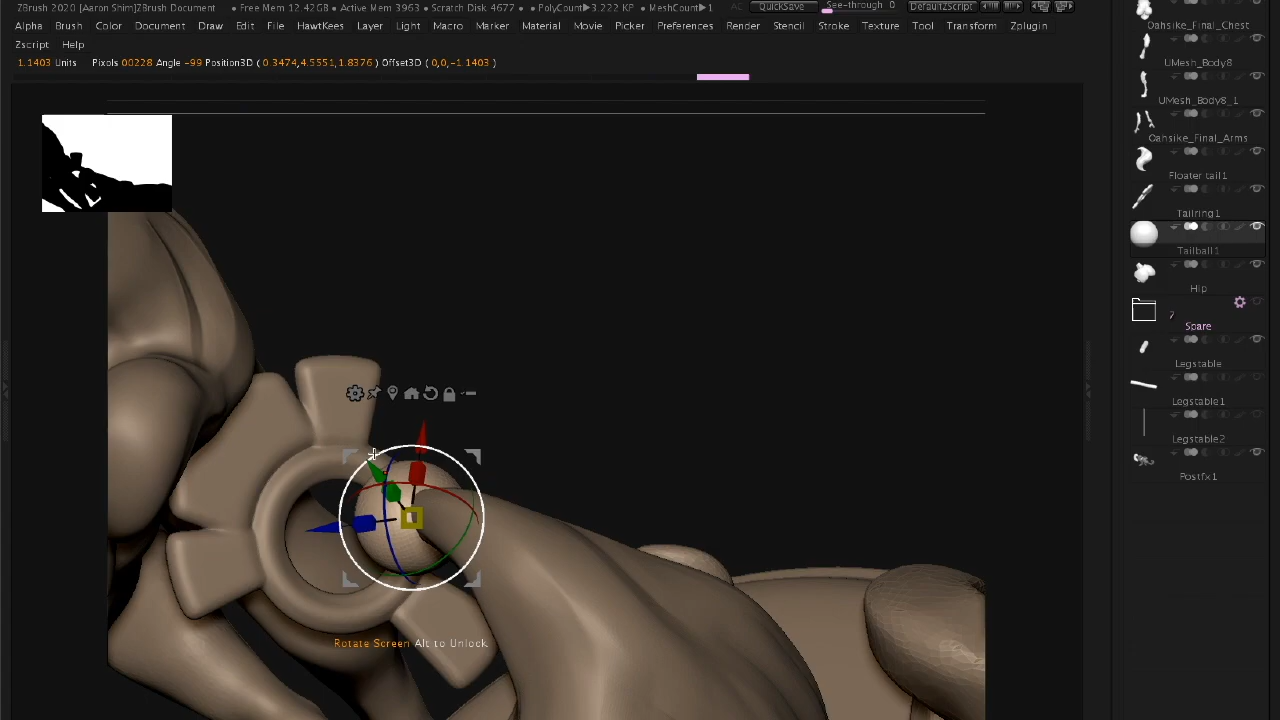 ZBrush 2020 [Aaron Shim]ZBrush Document
• Free Mem 12.42GB • Active Mem 3963 • Scratch Disk 4677 • PolyCount▶3.222 KP • MeshCount▶1
AC
QuickSave
See-through 0
DefaultZScript
Alpha Brush Color Document Draw Edit File HawtKees Layer Light Macro Marker Material Movie Picker Preferences Render Stencil Stroke Texture Tool Transform Zplugin
Zscript Help
1.1403 Units Pixols 00228 Angle -99 Position3D ( 0.3474,4.5551,1.8376 ) Offset3D ( 0,0,-1.1403 )
Oahsike_Final_Chest
UMesh_Body8
UMesh_Body8_1
Oahsike_Final_Arms
Floater tail1
Tailring1
Tailball1
Hip
7
Spare
Legstable
Legstable1
Legstable2
Postfx1
Rotate Screen Alt to Unlock